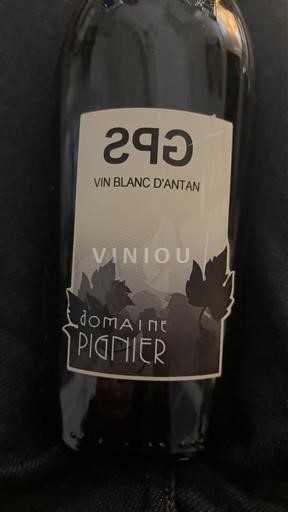 GPS
VIN BLANC D'ANTAN
VINIOU
DOMAINE
PIGNIER